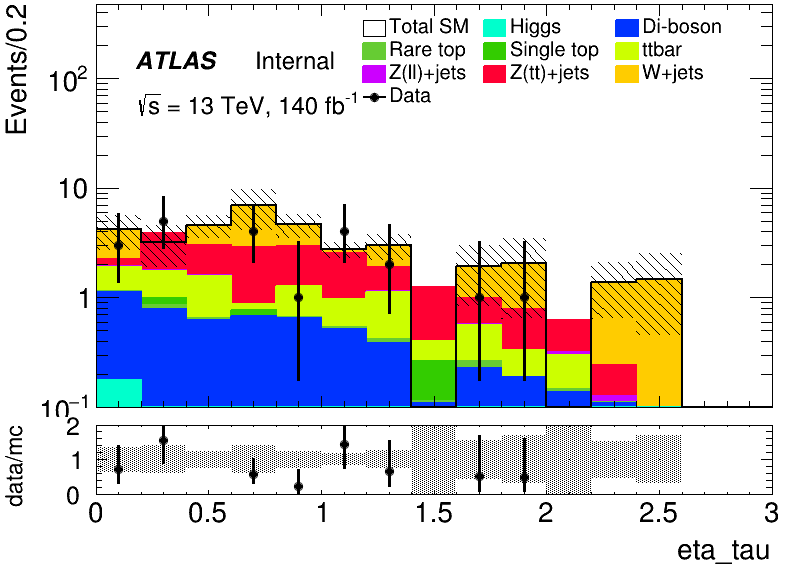 Events/0.2
ATLAS Internal
√s = 13 TeV, 140 fb⁻¹
Total SM Higgs Di-boson
Rare top Single top ttbar
Z(ll)+jets Z(tt)+jets W+jets
Data
10²
10
1
10⁻¹
data/mc
2
1
0
0 0.5 1 1.5 2 2.5 3
eta_tau